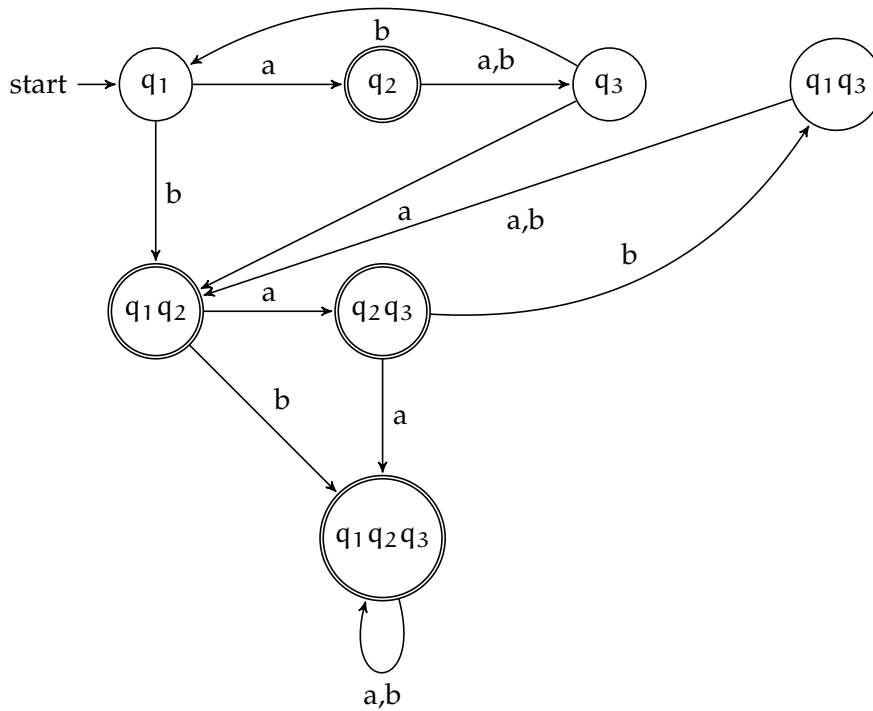 b
start q₁ a q₂ a,b q₃ q₁q₃
b a a,b b
q₁q₂ a q₂q₃
b a
q₁q₂q₃
a,b